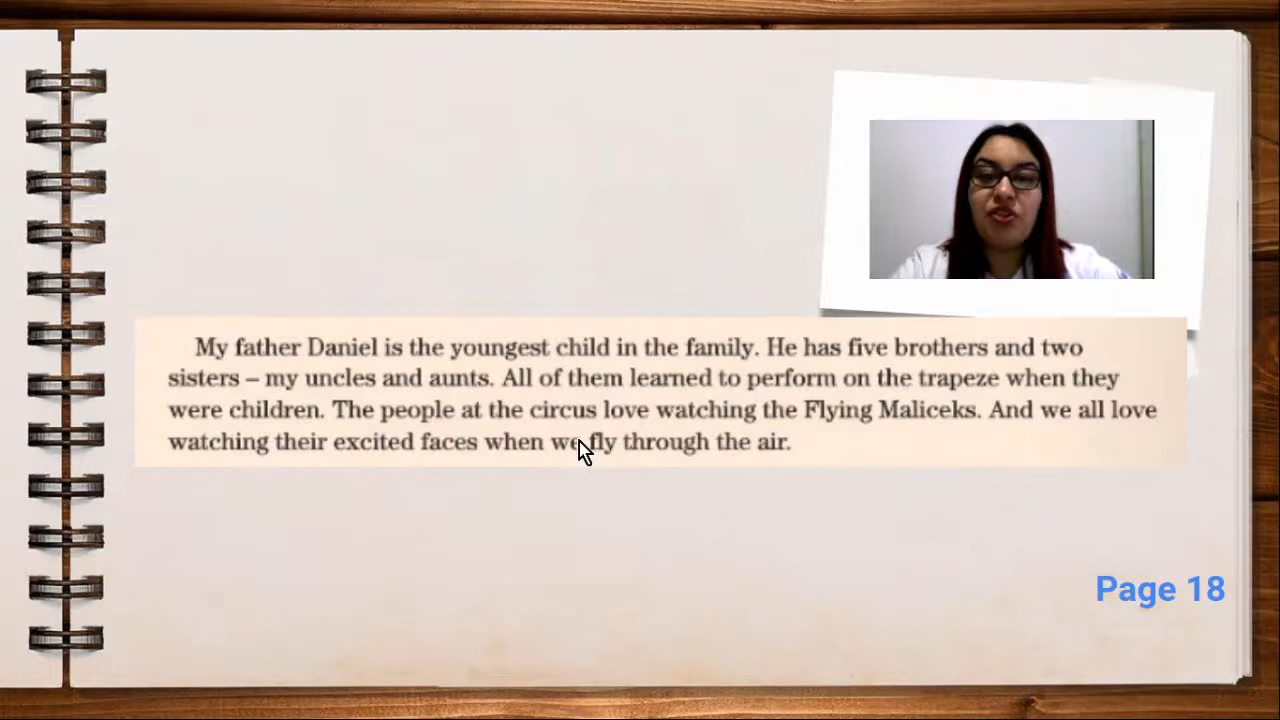 My father Daniel is the youngest child in the family. He has five brothers and two
sisters – my uncles and aunts. All of them learned to perform on the trapeze when they
were children. The people at the circus love watching the Flying Maliceks. And we all love
watching their excited faces when we fly through the air.
Page 18